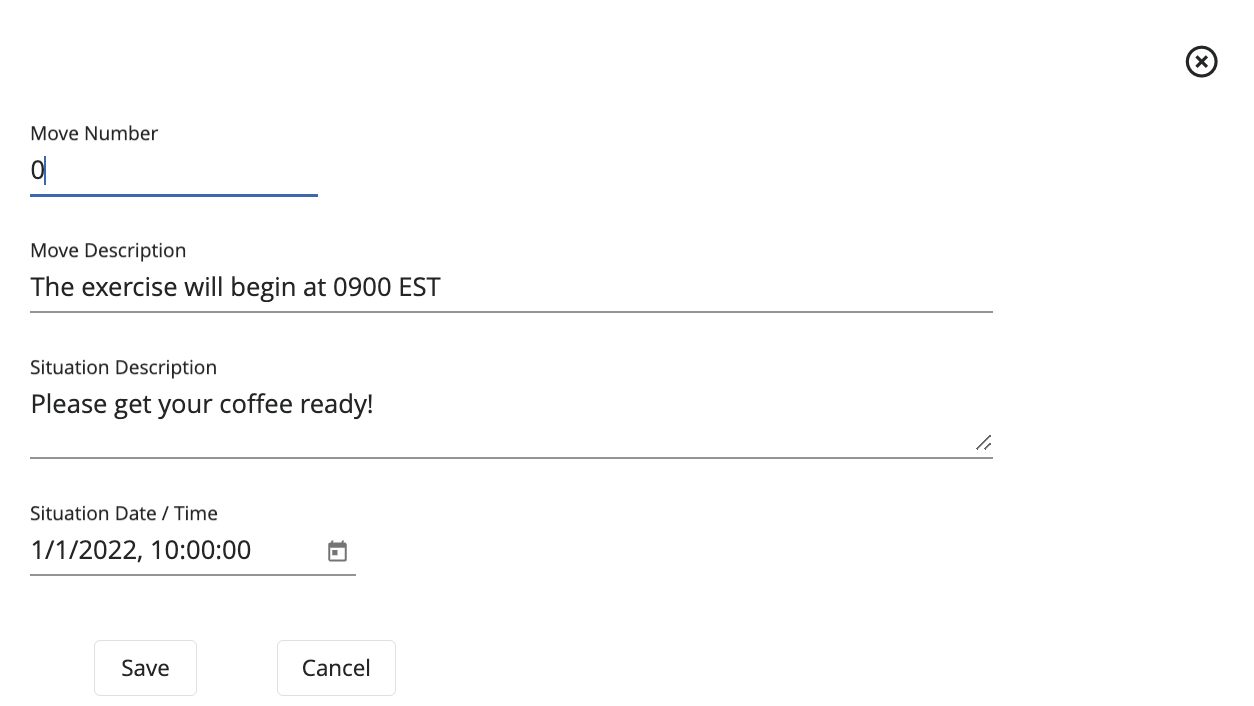 Move Number
0
Move Description
The exercise will begin at 0900 EST
Situation Description
Please get your coffee ready!
Situation Date / Time
1/1/2022, 10:00:00
Save Cancel